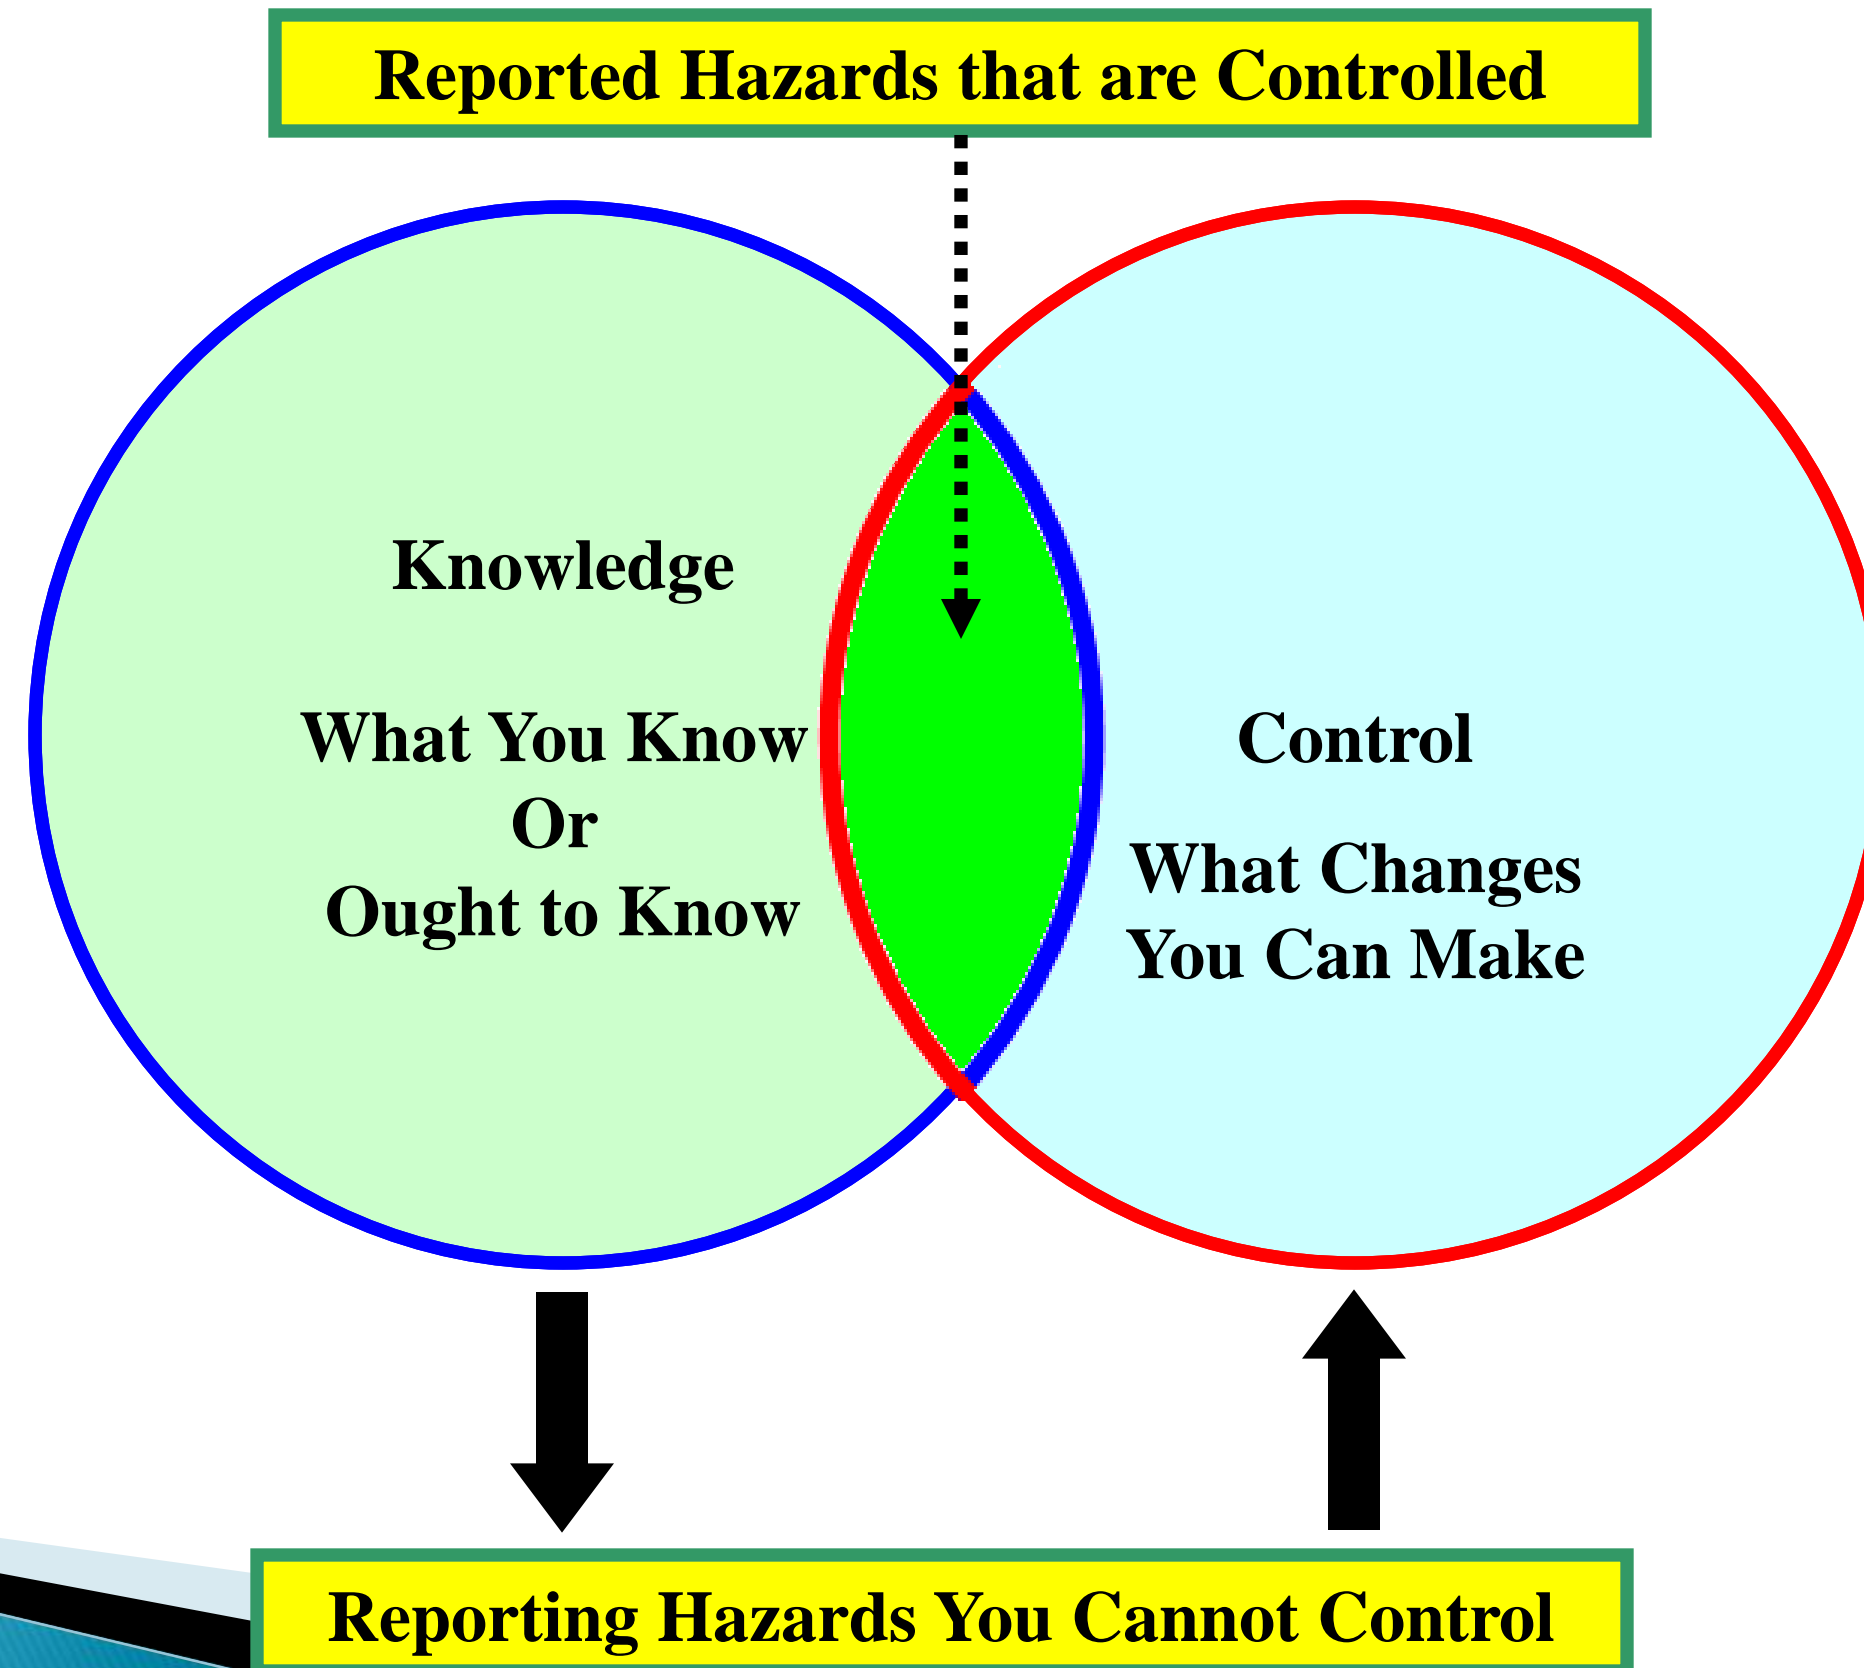 Reported Hazards that are Controlled
Knowledge
What You Know
Or
Ought to Know
Control
What Changes
You Can Make
Reporting Hazards You Cannot Control